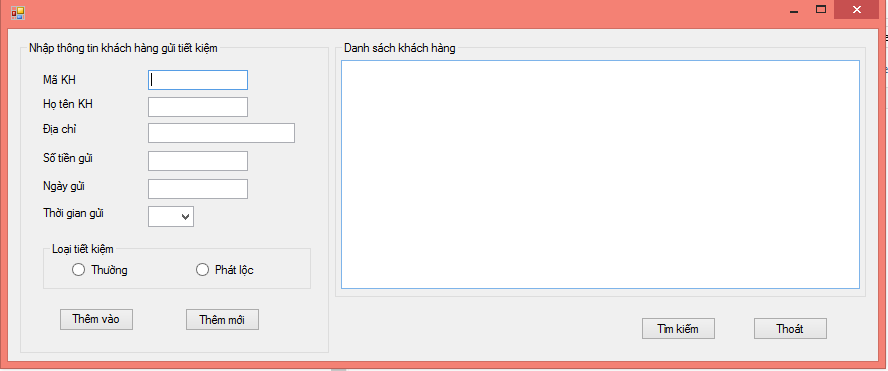 Nhập thông tin khách hàng gửi tiết kiệm
Mã KH
Họ tên KH
Địa chỉ
Số tiền gửi
Ngày gửi
Thời gian gửi
Loại tiết kiệm
Thường
Phát lộc
Thêm vào
Thêm mới
Danh sách khách hàng
Tìm kiếm
Thoát